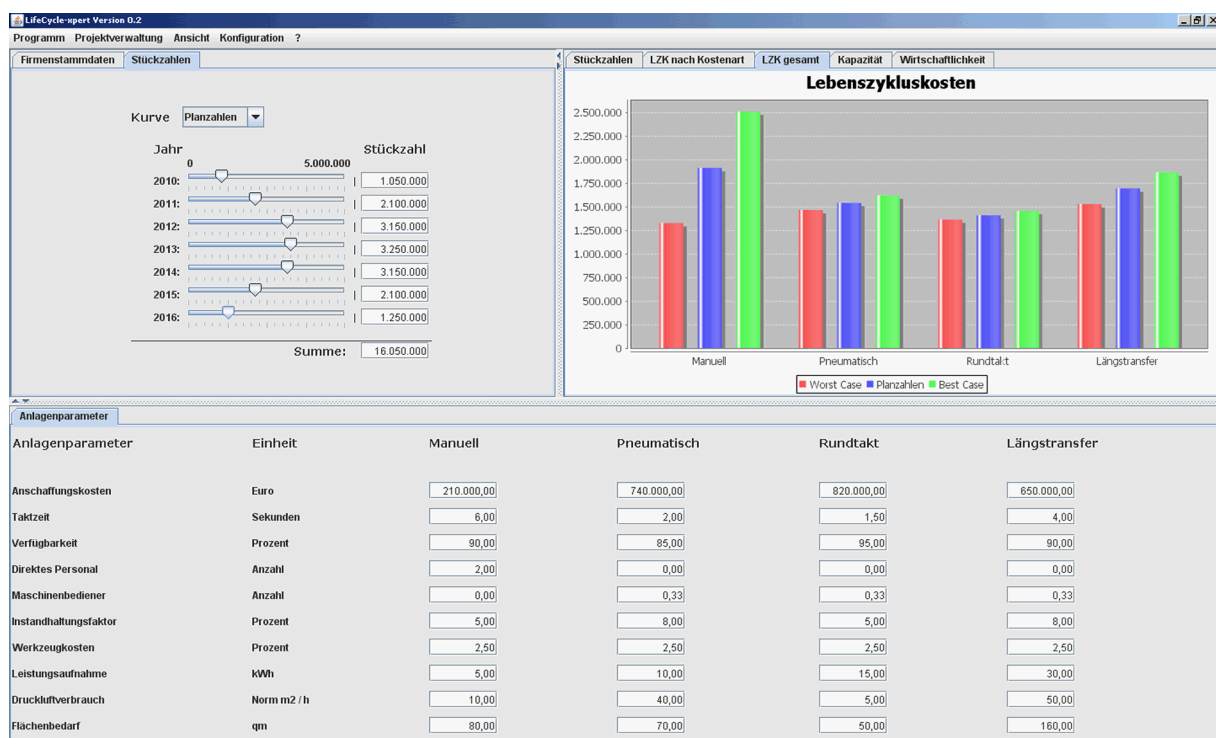 LifeCycle-xpert Version 0.2
Programm Projektverwaltung Ansicht Konfiguration ?
Firmenstammdaten Stückzahlen
Kurve Planzahlen
Jahr Stückzahl
0 5.000.000
2010: 1.050.000
2011: 2.100.000
2012: 3.150.000
2013: 3.250.000
2014: 3.150.000
2015: 2.100.000
2016: 1.250.000
Summe: 16.050.000
Stückzahlen LZK nach Kostenart LZK gesamt Kapazität Wirtschaftlichkeit
Lebenszykluskosten
2.500.000
2.250.000
2.000.000
1.750.000
1.500.000
1.250.000
1.000.000
750.000
500.000
250.000
0
Manuell Pneumatisch Rundtakt Längstransfer
Worst Case Planzahlen Best Case
Anlagenparameter
Anlagenparameter Einheit Manuell Pneumatisch Rundtakt Längstransfer
Anschaffungskosten Euro 210.000,00 740.000,00 820.000,00 650.000,00
Taktzeit Sekunden 6,00 2,00 1,50 4,00
Verfügbarkeit Prozent 90,00 85,00 95,00 90,00
Direktes Personal Anzahl 2,00 0,00 0,00 0,00
Maschinenbediener Anzahl 0,00 0,33 0,33 0,33
Instandhaltungsfaktor Prozent 5,00 8,00 5,00 8,00
Werkzeugkosten Prozent 2,50 2,50 2,50 2,50
Leistungsaufnahme kWh 5,00 10,00 15,00 30,00
Druckluftverbrauch Norm m2 / h 10,00 40,00 5,00 50,00
Flächenbedarf qm 80,00 70,00 50,00 160,00